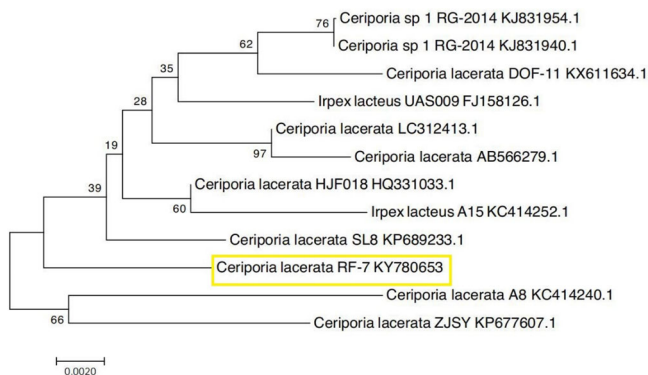 76
Ceriporia sp 1 RG-2014 KJ831954.1
62
Ceriporia sp 1 RG-2014 KJ831940.1
35
Ceriporia lacerata DOF-11 KX611634.1
28
Irpex lacteus UAS009 FJ158126.1
Ceriporia lacerata LC312413.1
19
97
Ceriporia lacerata AB566279.1
39
Ceriporia lacerata HJF018 HQ331033.1
60
Irpex lacteus A15 KC414252.1
Ceriporia lacerata SL8 KP689233.1
Ceriporia lacerata RF-7 KY780653
Ceriporia lacerata A8 KC414240.1
66
Ceriporia lacerata ZJSY KP677607.1
0.0020